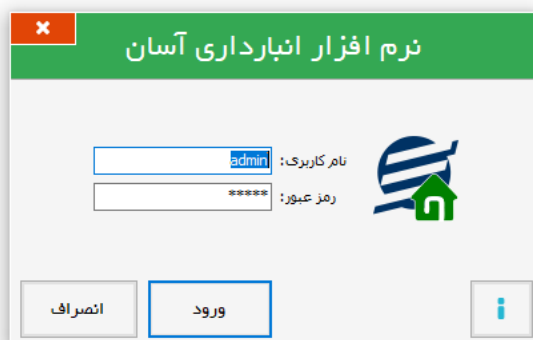 نرم افزار انبارداری آسان
نام کاربری: admin
رمز عبور: *****
ورود
انصراف